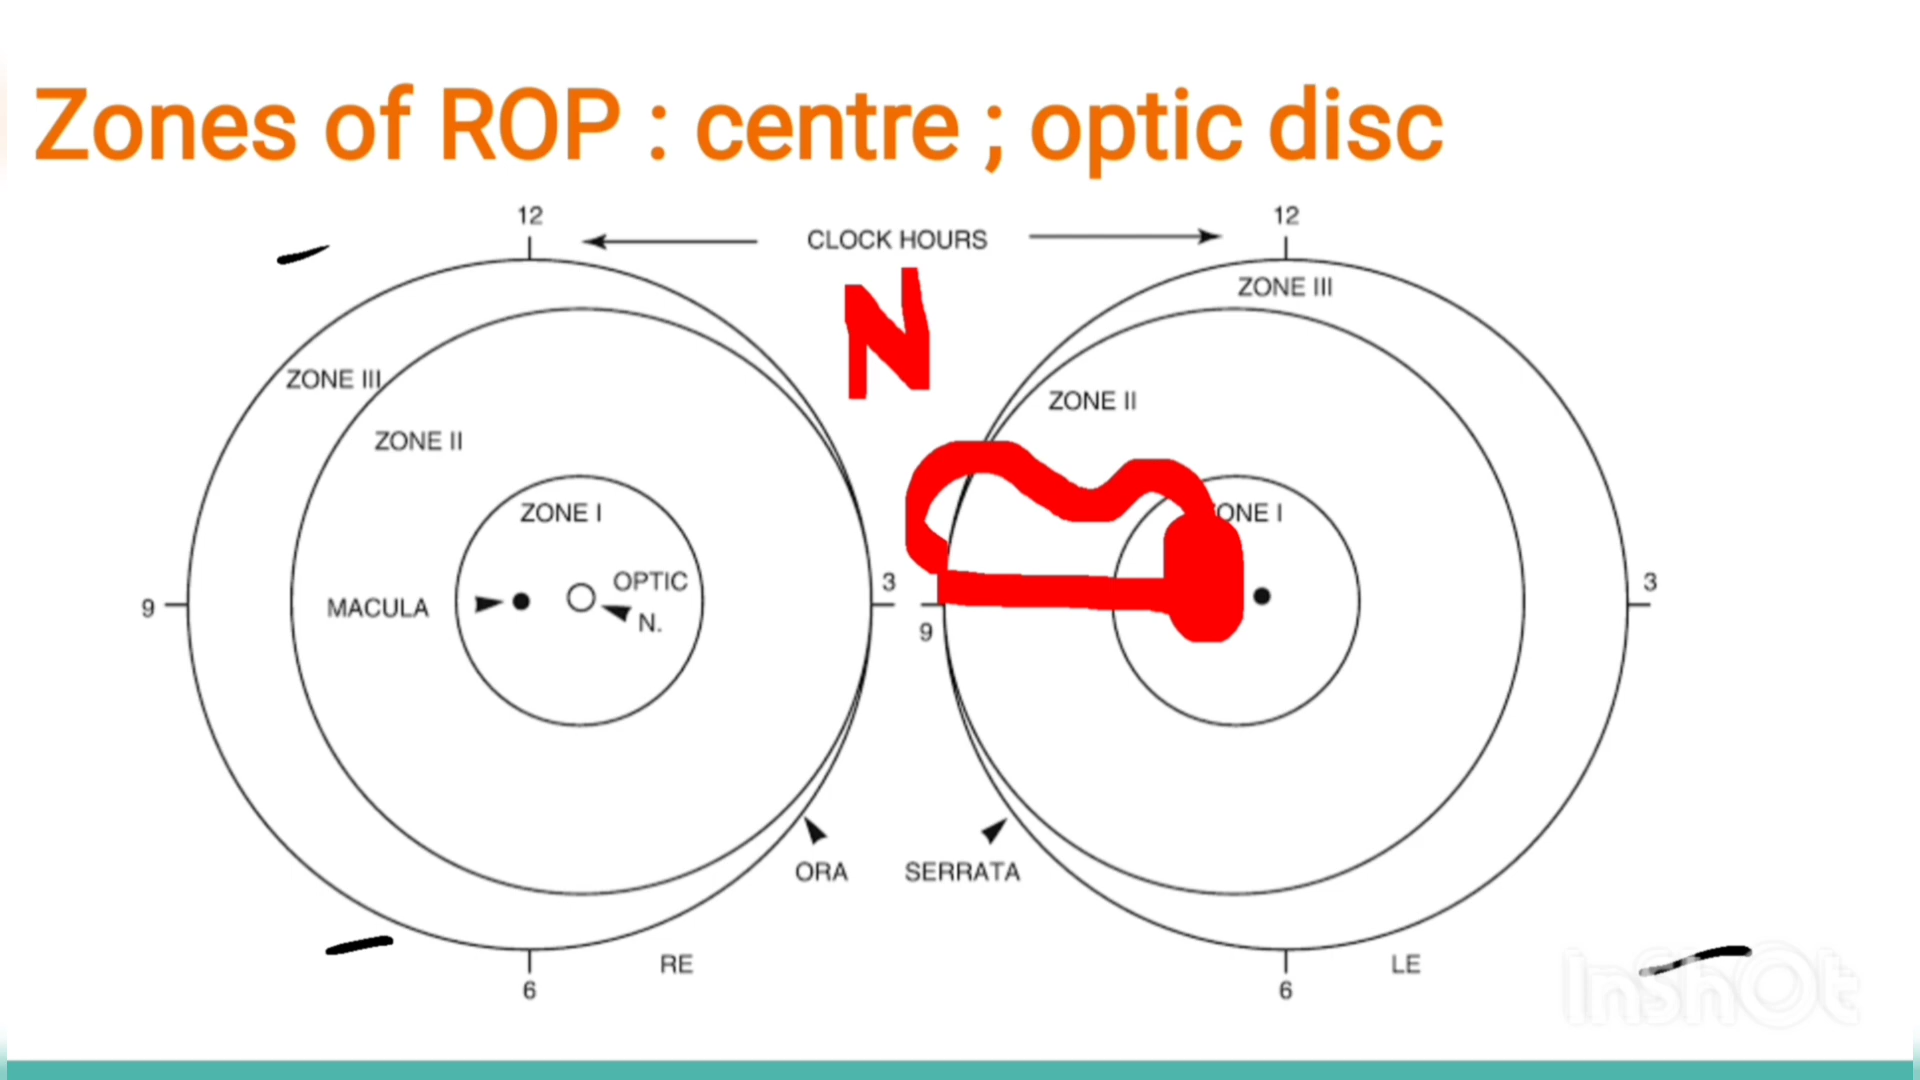 Zones of ROP : centre ; optic disc
12
CLOCK HOURS
12
N
ZONE III
ZONE III
ZONE II
ZONE II
ZONE I
ONE I
OPTIC
N.
MACULA
9
3
9
3
ORA
SERRATA
RE
LE
6
6
InShOt